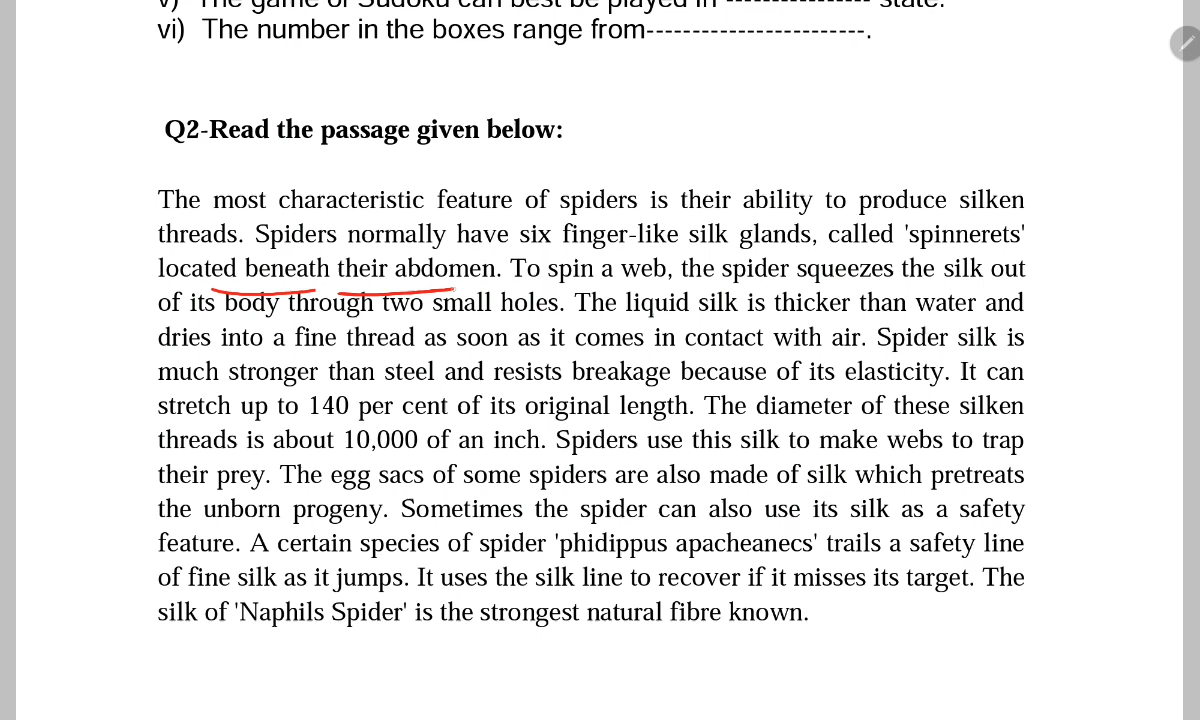 v) The game of Sudoku can best be played in ---------------- state.
vi) The number in the boxes range from------------------------.
Q2-Read the passage given below:
The most characteristic feature of spiders is their ability to produce silken
threads. Spiders normally have six finger-like silk glands, called 'spinnerets'
located beneath their abdomen. To spin a web, the spider squeezes the silk out
of its body through two small holes. The liquid silk is thicker than water and
dries into a fine thread as soon as it comes in contact with air. Spider silk is
much stronger than steel and resists breakage because of its elasticity. It can
stretch up to 140 per cent of its original length. The diameter of these silken
threads is about 10,000 of an inch. Spiders use this silk to make webs to trap
their prey. The egg sacs of some spiders are also made of silk which pretreats
the unborn progeny. Sometimes the spider can also use its silk as a safety
feature. A certain species of spider 'phidippus apacheanecs' trails a safety line
of fine silk as it jumps. It uses the silk line to recover if it misses its target. The
silk of 'Naphils Spider' is the strongest natural fibre known.